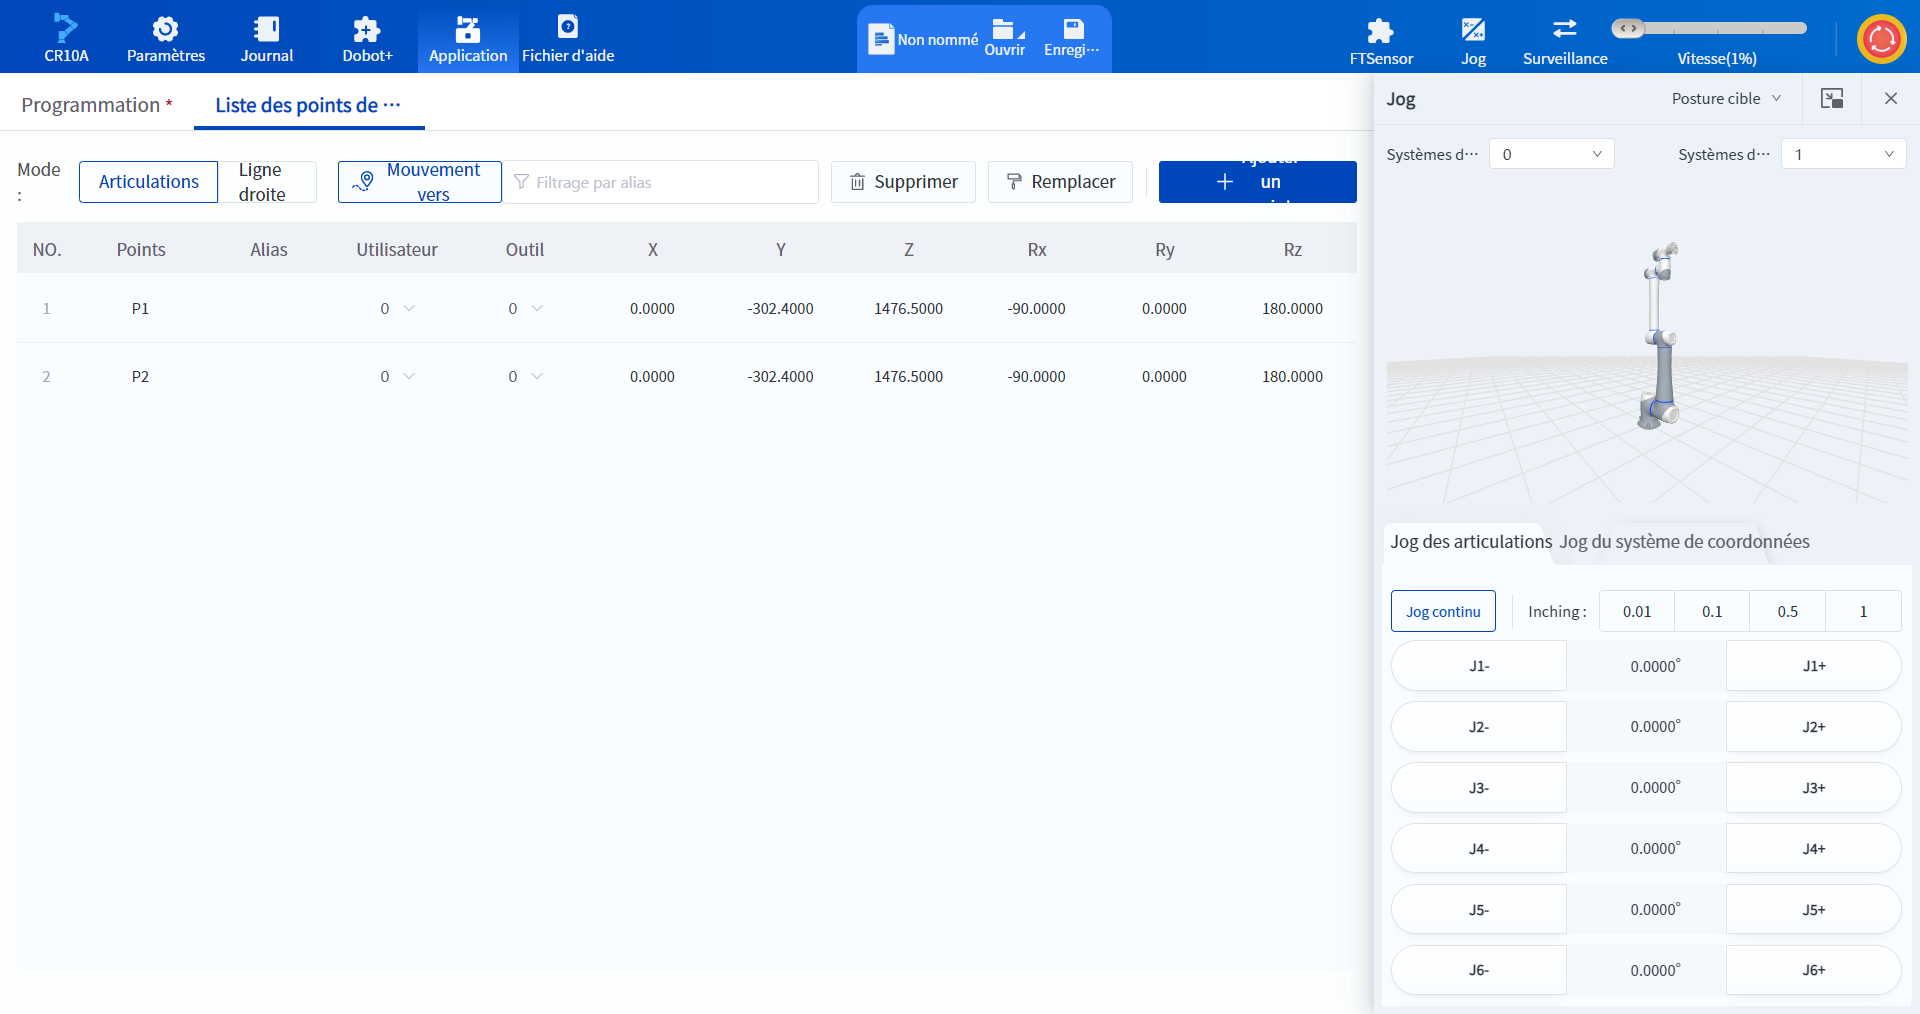 CR10A
Paramètres
Journal
Dobot+
Application
Fichier d'aide
Non nommé
Ouvrir
Enregi···
FTSensor
Jog
Surveillance
Vitesse(1%)
Programmation *
Liste des points de ···
Mode :
Articulations
Ligne droite
Mouvement vers
Filtrage par alias
Supprimer
Remplacer
Ajouter
un
NO. Points Alias Utilisateur Outil X Y Z Rx Ry Rz
1 P1 0 0 0.0000 -302.4000 1476.5000 -90.0000 0.0000 180.0000
2 P2 0 0 0.0000 -302.4000 1476.5000 -90.0000 0.0000 180.0000
Jog
Posture cible
Systèmes d··· 0
Systèmes d··· 1
Jog des articulations
Jog du système de coordonnées
Jog continu
Inching : 0.01 0.1 0.5 1
J1- 0.0000° J1+
J2- 0.0000° J2+
J3- 0.0000° J3+
J4- 0.0000° J4+
J5- 0.0000° J5+
J6- 0.0000° J6+